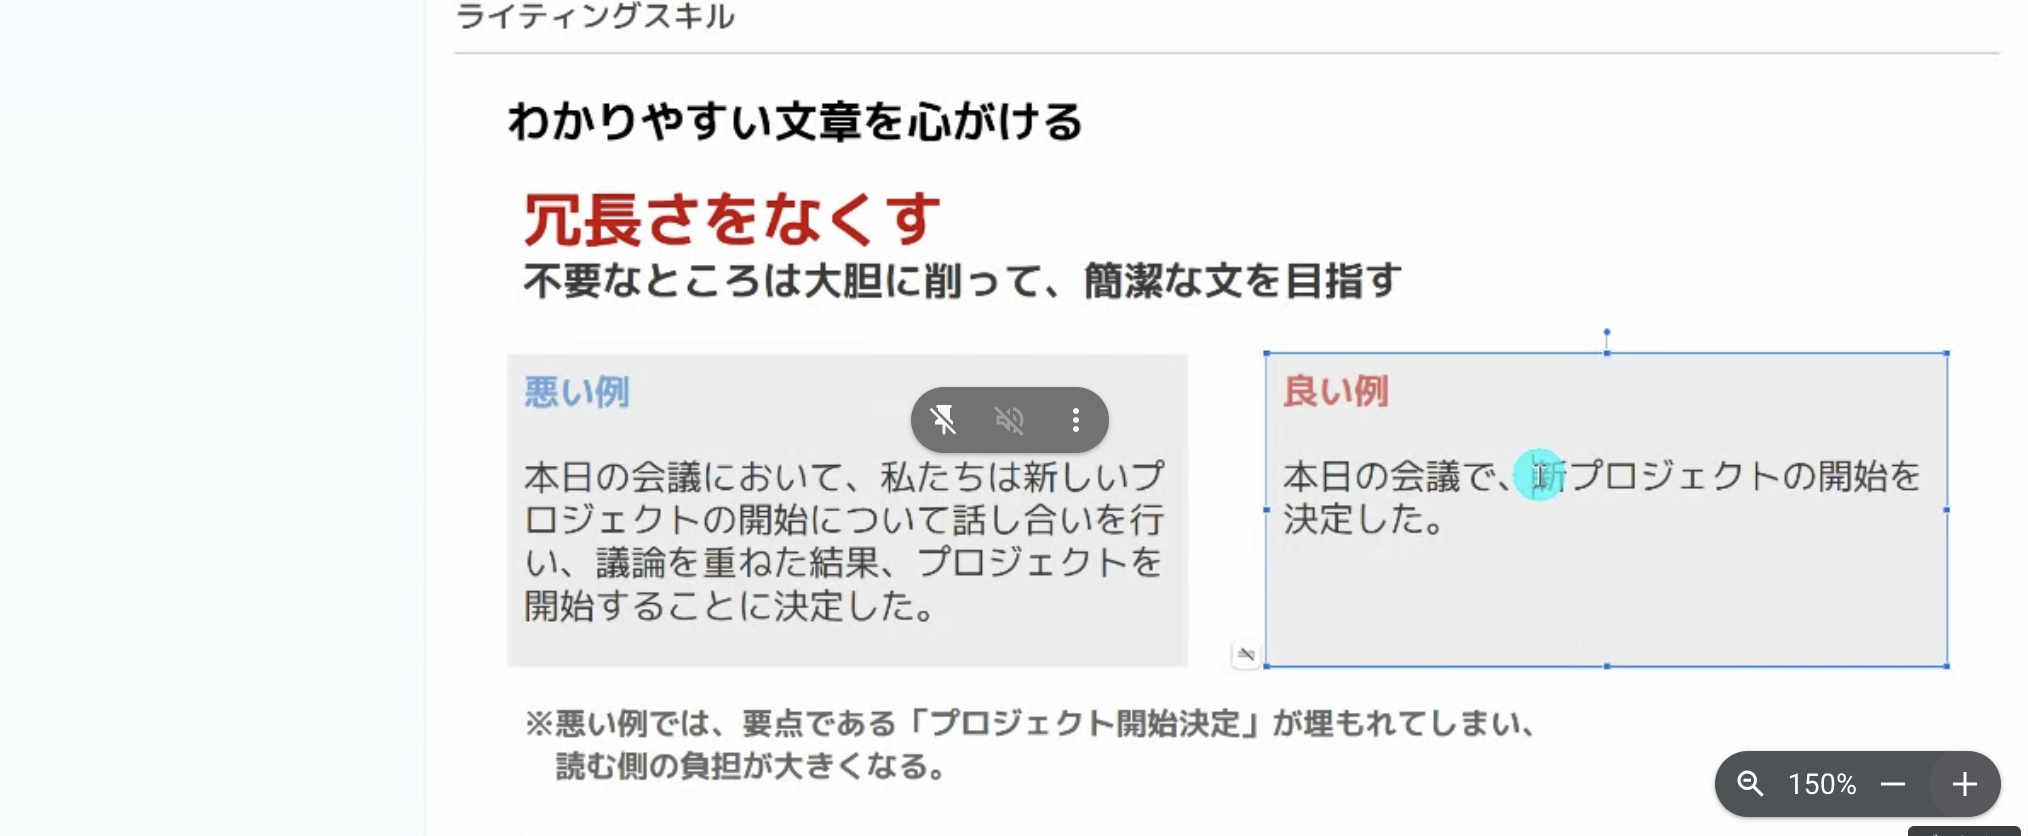 ライティングスキル
わかりやすい文章を心がける
冗長さをなくす
不要なところは大胆に削って、簡潔な文を目指す
悪い例
本日の会議において、私たちは新しいプ
ロジェクトの開始について話し合いを行
い、議論を重ねた結果、プロジェクトを
開始することに決定した。
良い例
本日の会議で、新プロジェクトの開始を
決定した。
※悪い例では、要点である「プロジェクト開始決定」が埋もれてしまい、
読む側の負担が大きくなる。
150%